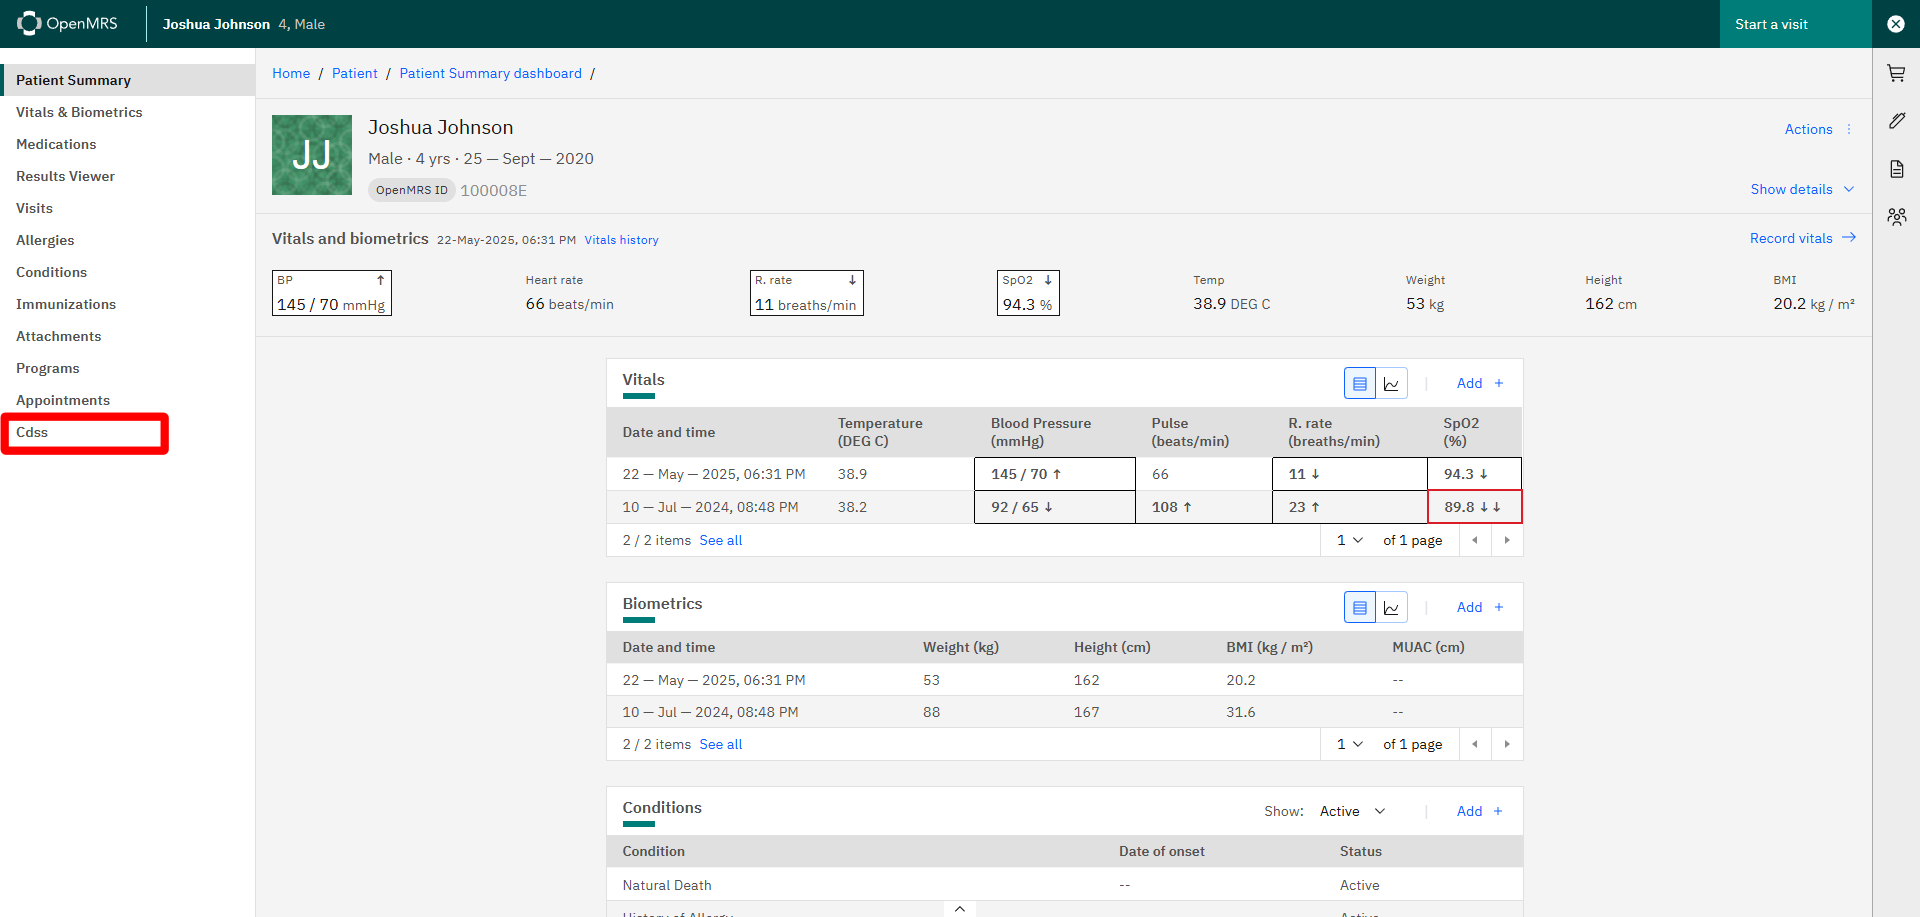 OpenMRS
Joshua Johnson 4, Male
Start a visit
Patient Summary
Vitals & Biometrics
Medications
Results Viewer
Visits
Allergies
Conditions
Immunizations
Attachments
Programs
Appointments
Cdss
Home / Patient / Patient Summary dashboard /
JJ
Joshua Johnson
Male · 4 yrs · 25 — Sept — 2020
OpenMRS ID 100008E
Actions
Show details
Vitals and biometrics 22-May-2025, 06:31 PM Vitals history
Record vitals →
BP ↑
145 / 70 mmHg
Heart rate
66 beats/min
R. rate ↓
11 breaths/min
SpO2 ↓
94.3 %
Temp
38.9 DEG C
Weight
53 kg
Height
162 cm
BMI
20.2 kg / m²
Vitals
Add +
Date and time Temperature (DEG C) Blood Pressure (mmHg) Pulse (beats/min) R. rate (breaths/min) SpO2 (%)
22 — May — 2025, 06:31 PM 38.9 145 / 70 ↑ 66 11 ↓ 94.3 ↓
10 — Jul — 2024, 08:48 PM 38.2 92 / 65 ↓ 108 ↑ 23 ↑ 89.8 ↓↓
2 / 2 items See all 1 of 1 page
Biometrics
Add +
Date and time Weight (kg) Height (cm) BMI (kg / m²) MUAC (cm)
22 — May — 2025, 06:31 PM 53 162 20.2 --
10 — Jul — 2024, 08:48 PM 88 167 31.6 --
2 / 2 items See all 1 of 1 page
Conditions
Show: Active
Add +
Condition Date of onset Status
Natural Death -- Active
History of Allergy Active